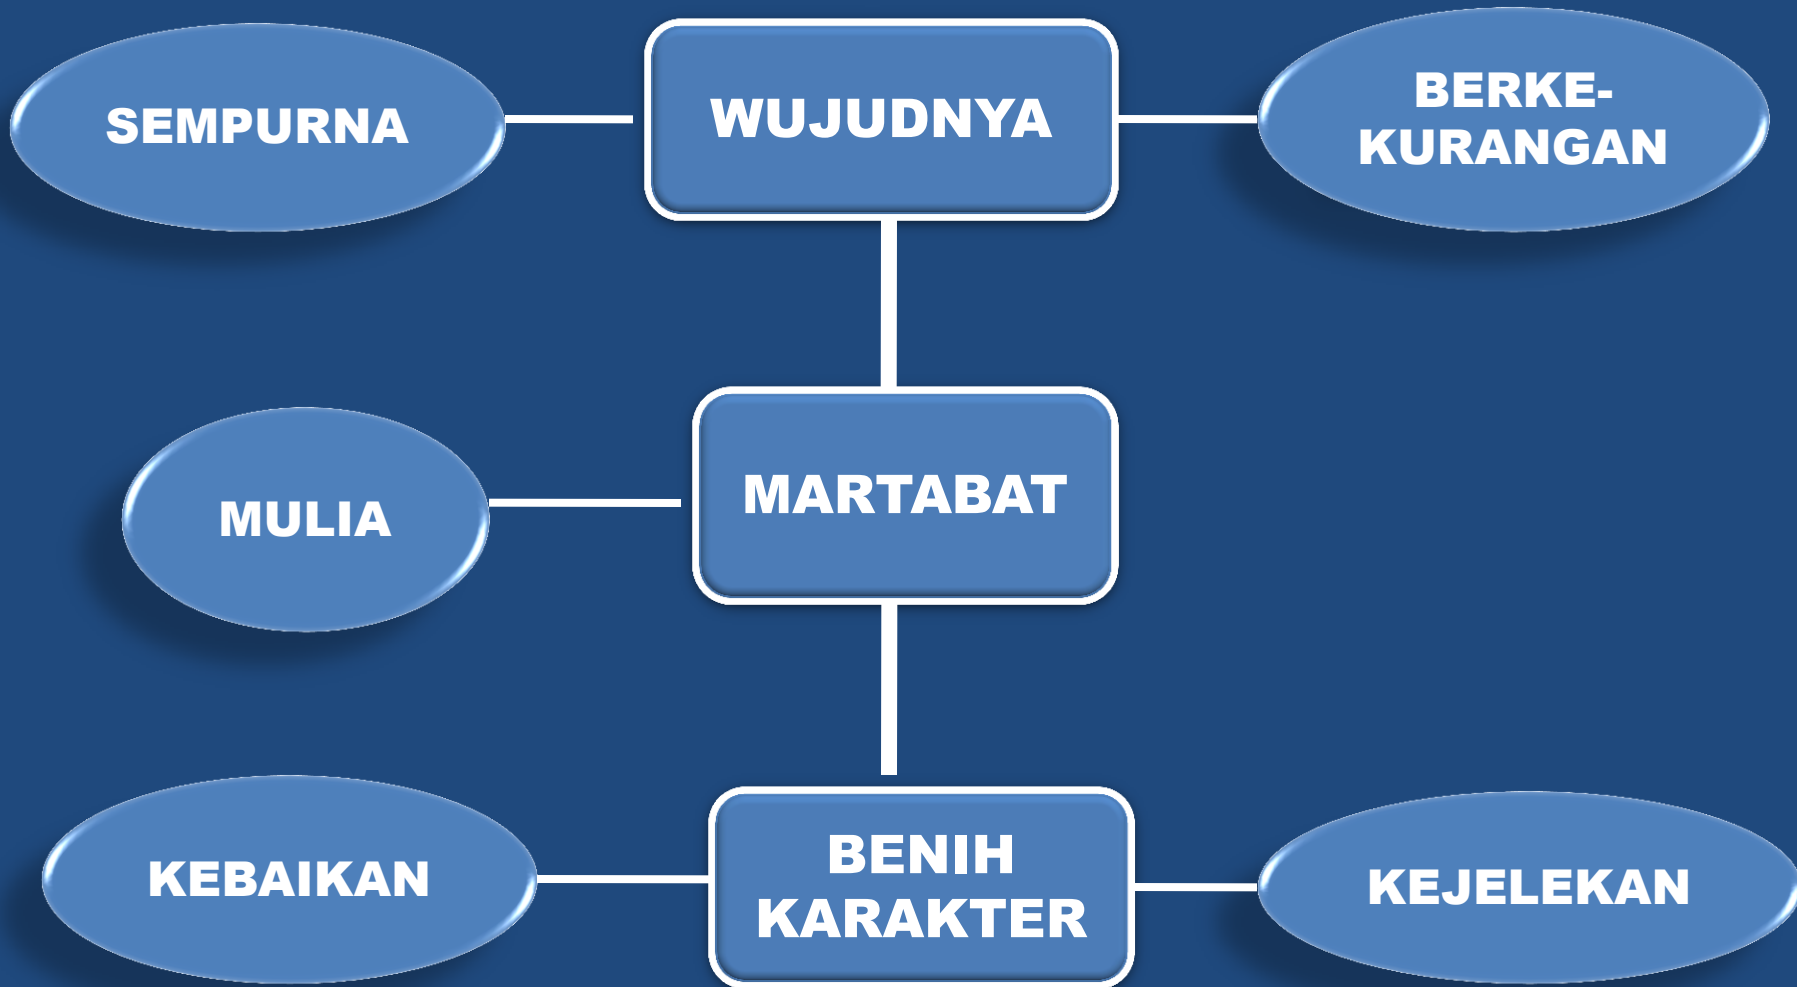 SEMPURNA
WUJUDNYA
BERKE-
KURANGAN
MULIA
MARTABAT
KEBAIKAN
BENIH
KARAKTER
KEJELEKAN